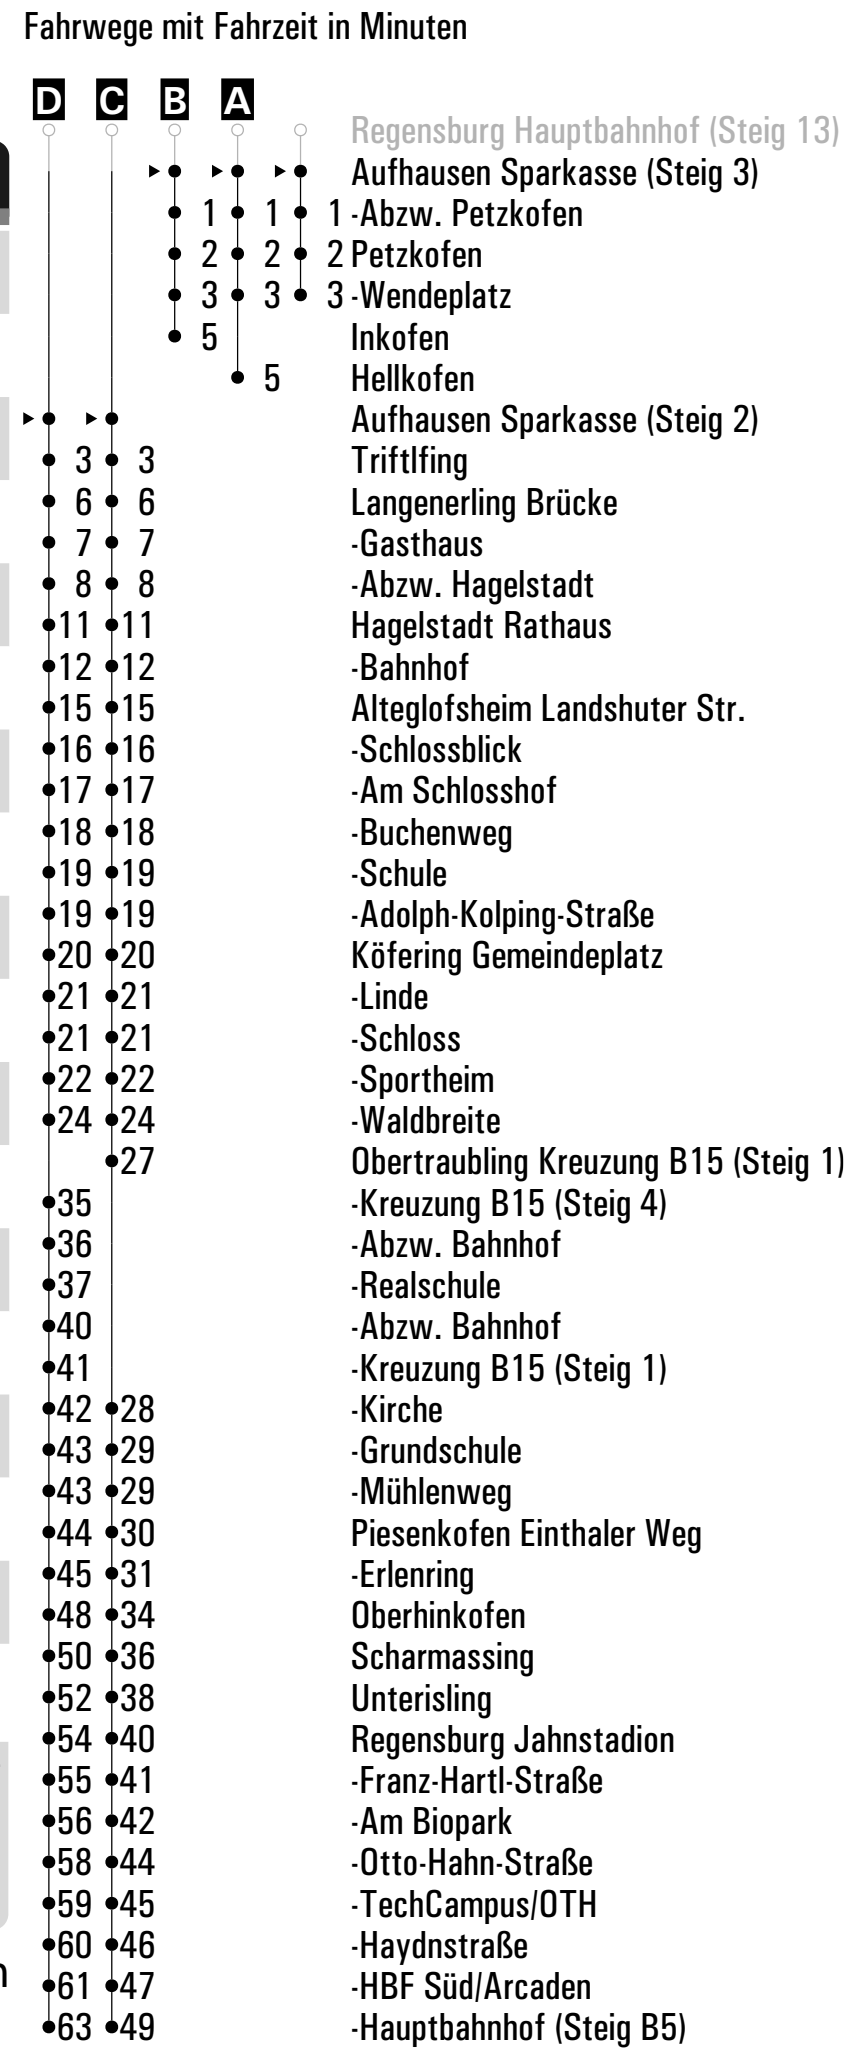 Fahrwege mit Fahrzeit in Minuten
D C B A
Regensburg Hauptbahnhof (Steig 13)
Aufhausen Sparkasse (Steig 3)
1 1 1 -Abzw. Petzkofen
2 2 2 Petzkofen
3 3 3 -Wendeplatz
5 Inkofen
5 Hellkofen
Aufhausen Sparkasse (Steig 2)
3 3 Triftlfing
6 6 Langenerling Brücke
7 7 -Gasthaus
8 8 -Abzw. Hagelstadt
11 11 Hagelstadt Rathaus
12 12 -Bahnhof
15 15 Alteglofsheim Landshuter Str.
16 16 -Schlossblick
17 17 -Am Schlosshof
18 18 -Buchenweg
19 19 -Schule
19 19 -Adolph-Kolping-Straße
20 20 Köfering Gemeindeplatz
21 21 -Linde
21 21 -Schloss
22 22 -Sportheim
24 24 -Waldbreite
27 Obertraubling Kreuzung B15 (Steig 1)
35 -Kreuzung B15 (Steig 4)
36 -Abzw. Bahnhof
37 -Realschule
40 -Abzw. Bahnhof
41 -Kreuzung B15 (Steig 1)
42 28 -Kirche
43 29 -Grundschule
43 29 -Mühlenweg
44 30 Piesenkofen Einthaler Weg
45 31 -Erlenring
48 34 Oberhinkofen
50 36 Scharmassing
52 38 Unterisling
54 40 Regensburg Jahnstadion
55 41 -Franz-Hartl-Straße
56 42 -Am Biopark
58 44 -Otto-Hahn-Straße
59 45 -TechCampus/OTH
60 46 -Haydnstraße
61 47 -HBF Süd/Arcaden
63 49 -Hauptbahnhof (Steig B5)